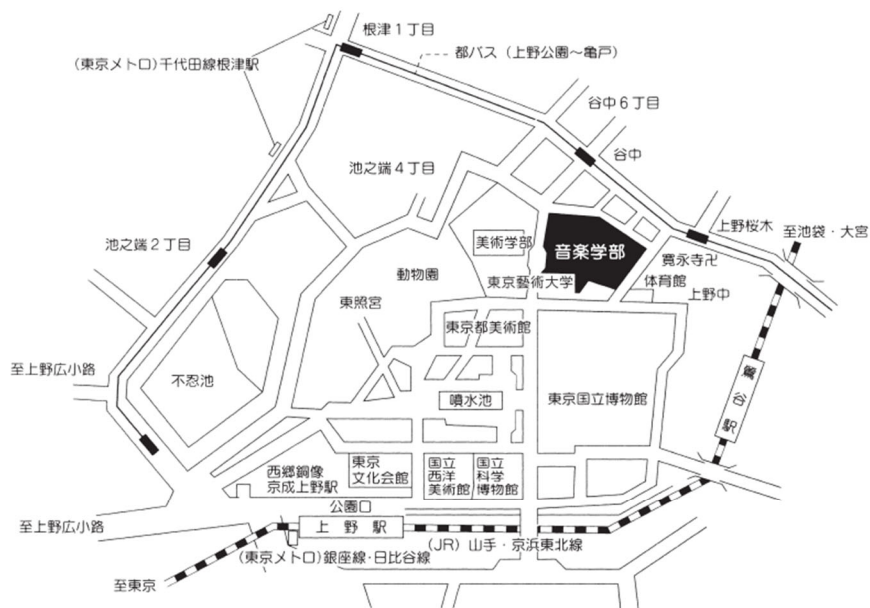 根津1丁目
都バス（上野公園～亀戸）
(東京メトロ)千代田線根津駅
谷中6丁目
谷中
池之端4丁目
上野桜木
至池袋・大宮
池之端2丁目
美術学部
音楽学部
寛永寺卍
動物園
東京藝術大学
体育館
上野中
東照宮
東京都美術館
至上野広小路
不忍池
噴水池
東京国立博物館
鶯谷駅
西郷銅像
京成上野駅
東京
文化会館
国立
西洋
美術館
国立
科学
博物館
公園口
至上野広小路
上野駅
(JR) 山手・京浜東北線
(東京メトロ)銀座線・日比谷線
至東京